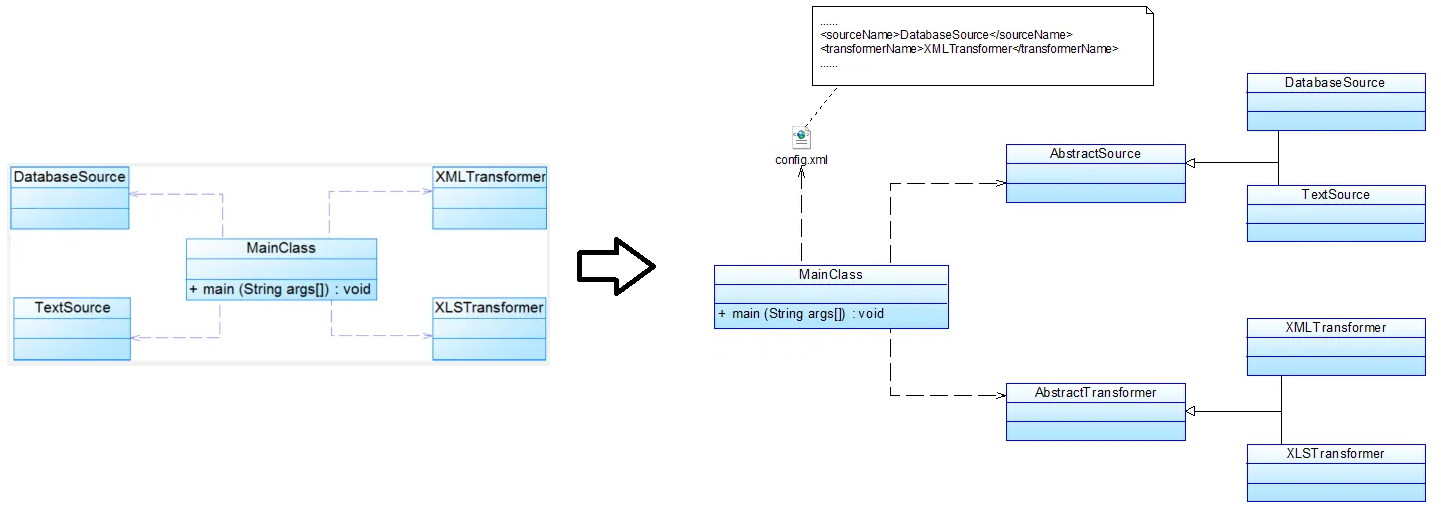 DatabaseSource
XMLTransformer
MainClass
+ main (String args[]) : void
TextSource
XLSTransformer
......
<sourceName>DatabaseSource</sourceName>
<transformerName>XMLTransformer</transformerName>
......
config.xml
MainClass
+ main (String args[]) : void
AbstractSource
DatabaseSource
TextSource
AbstractTransformer
XMLTransformer
XLSTransformer